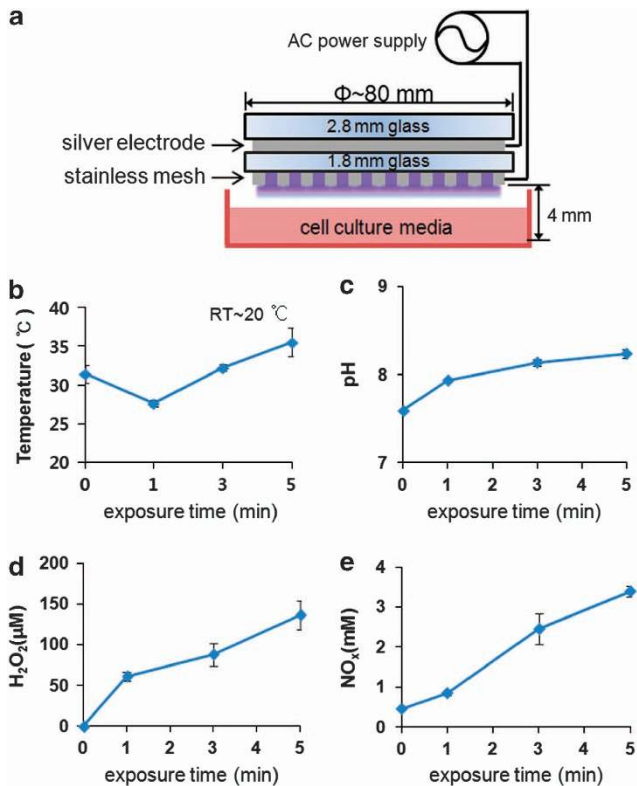 a
AC power supply
Φ~80 mm
2.8 mm glass
silver electrode
1.8 mm glass
stainless mesh
4 mm
cell culture media
b
RT~20 ℃
Temperature (℃)
40
35
30
25
20
0 1 3 5
exposure time (min)
c
pH
9
8
7
0 1 2 3 4 5
exposure time (min)
d
H₂O₂(µM)
200
150
100
50
0
0 1 2 3 4 5
exposure time (min)
e
NOₓ(mM)
4
3
2
1
0
0 1 2 3 4 5
exposure time (min)